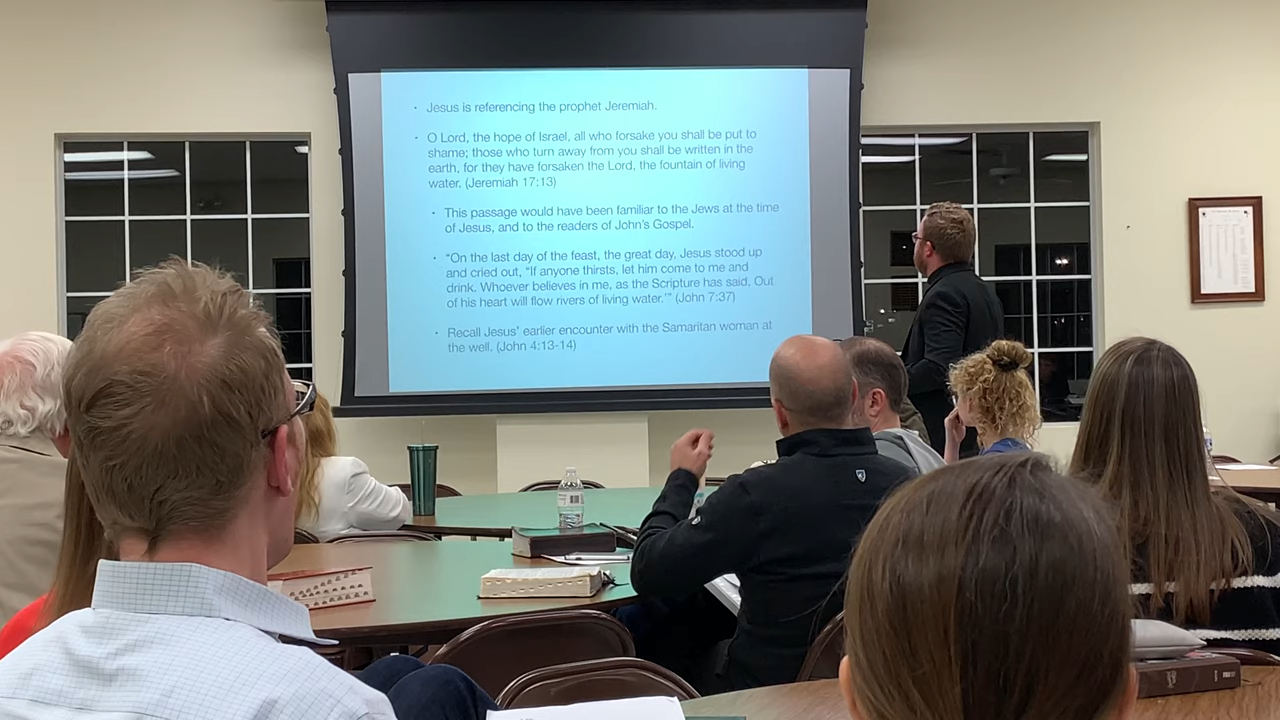 • Jesus is referencing the prophet Jeremiah.
• O Lord, the hope of Israel, all who forsake you shall be put to
shame; those who turn away from you shall be written in the
earth, for they have forsaken the Lord, the fountain of living
water. (Jeremiah 17:13)
• This passage would have been familiar to the Jews at the time
of Jesus, and to the readers of John's Gospel.
• “On the last day of the feast, the great day, Jesus stood up
and cried out, “If anyone thirsts, let him come to me and
drink. Whoever believes in me, as the Scripture has said, Out
of his heart will flow rivers of living water.’” (John 7:37)
• Recall Jesus’ earlier encounter with the Samaritan woman at
the well. (John 4:13-14)